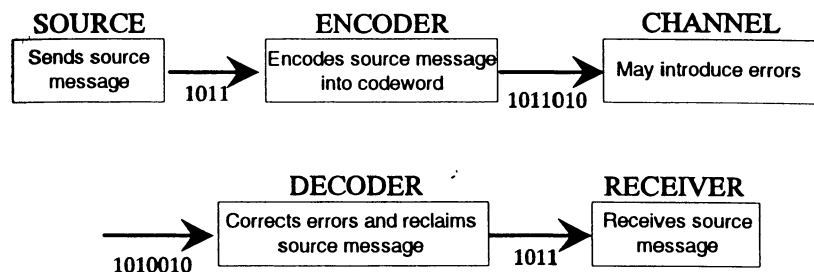 SOURCE
Sends source
message
1011
ENCODER
Encodes source message
into codeword
1011010
CHANNEL
May introduce errors
1010010
DECODER
Corrects errors and reclaims
source message
1011
RECEIVER
Receives source
message